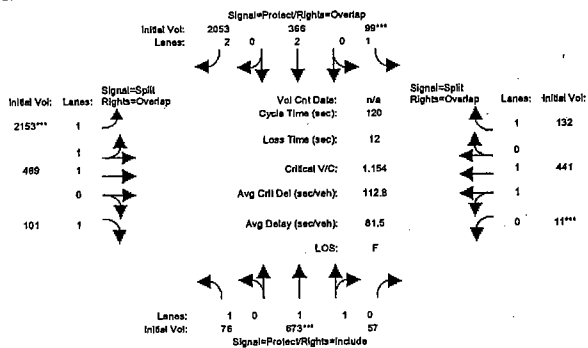 Signal=Protect/Rights=Overlap
Initial Vol: 2053 366 99***
Lanes: 2 0 2 0 1
Signal=Split
Rights=Overlap
Initial Vol: Lanes:
2153*** 1
1
469 1
0
101 1
Vol Cnt Date: n/a
Cycle Time (sec): 120
Loss Time (sec): 12
Critical V/C: 1.154
Avg Crit Del (sec/veh): 112.8
Avg Delay (sec/veh): 81.5
LOS: F
Signal=Split
Rights=Overlap
Lanes: Initial Vol:
1 132
0
1 441
1
0 11***
Lanes: 1 0 1 1 0
Initial Vol: 76 673*** 57
Signal=Protect/Rights=Include